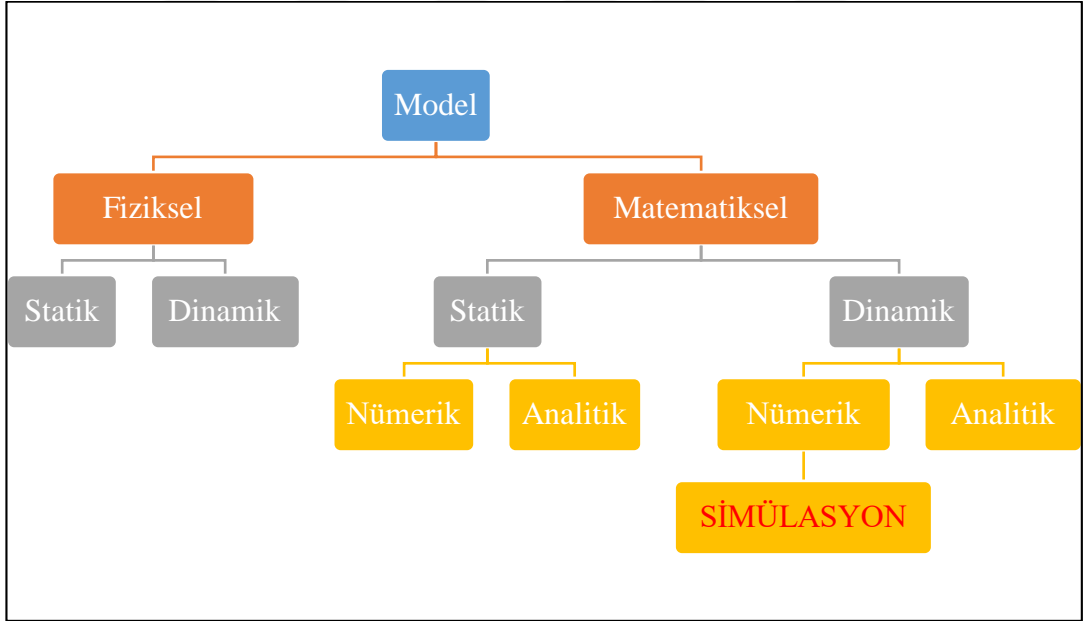 Model
Fiziksel
Matematiksel
Statik
Dinamik
Statik
Dinamik
Nümerik
Analitik
Nümerik
Analitik
SİMÜLASYON